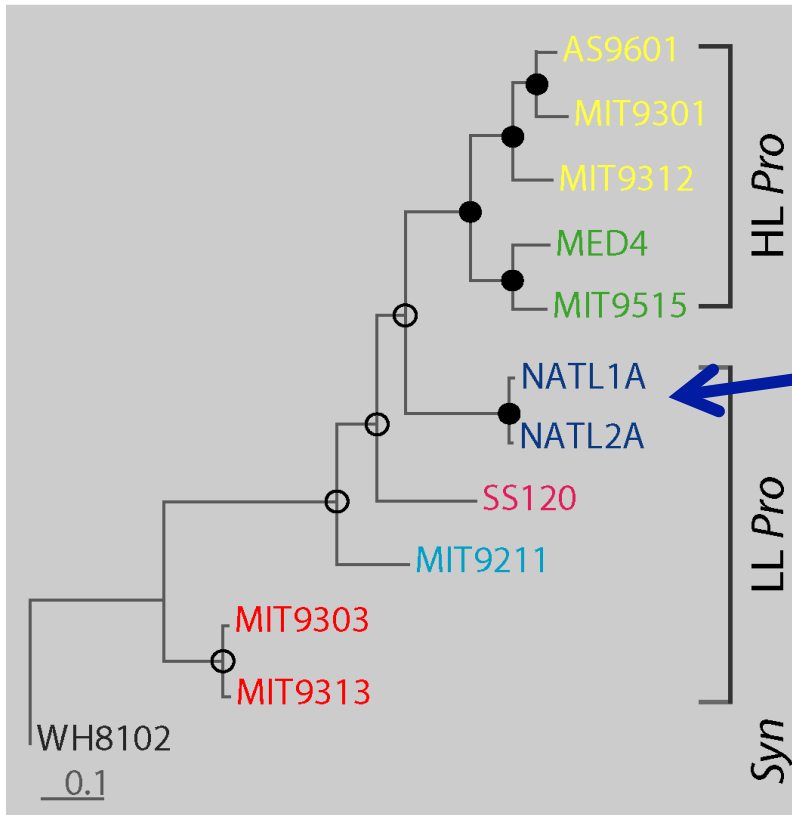 AS9601
MIT9301
MIT9312
MED4
MIT9515
HL Pro
NATL1A
NATL2A
SS120
MIT9211
MIT9303
MIT9313
LL Pro
WH8102
Syn
0.1